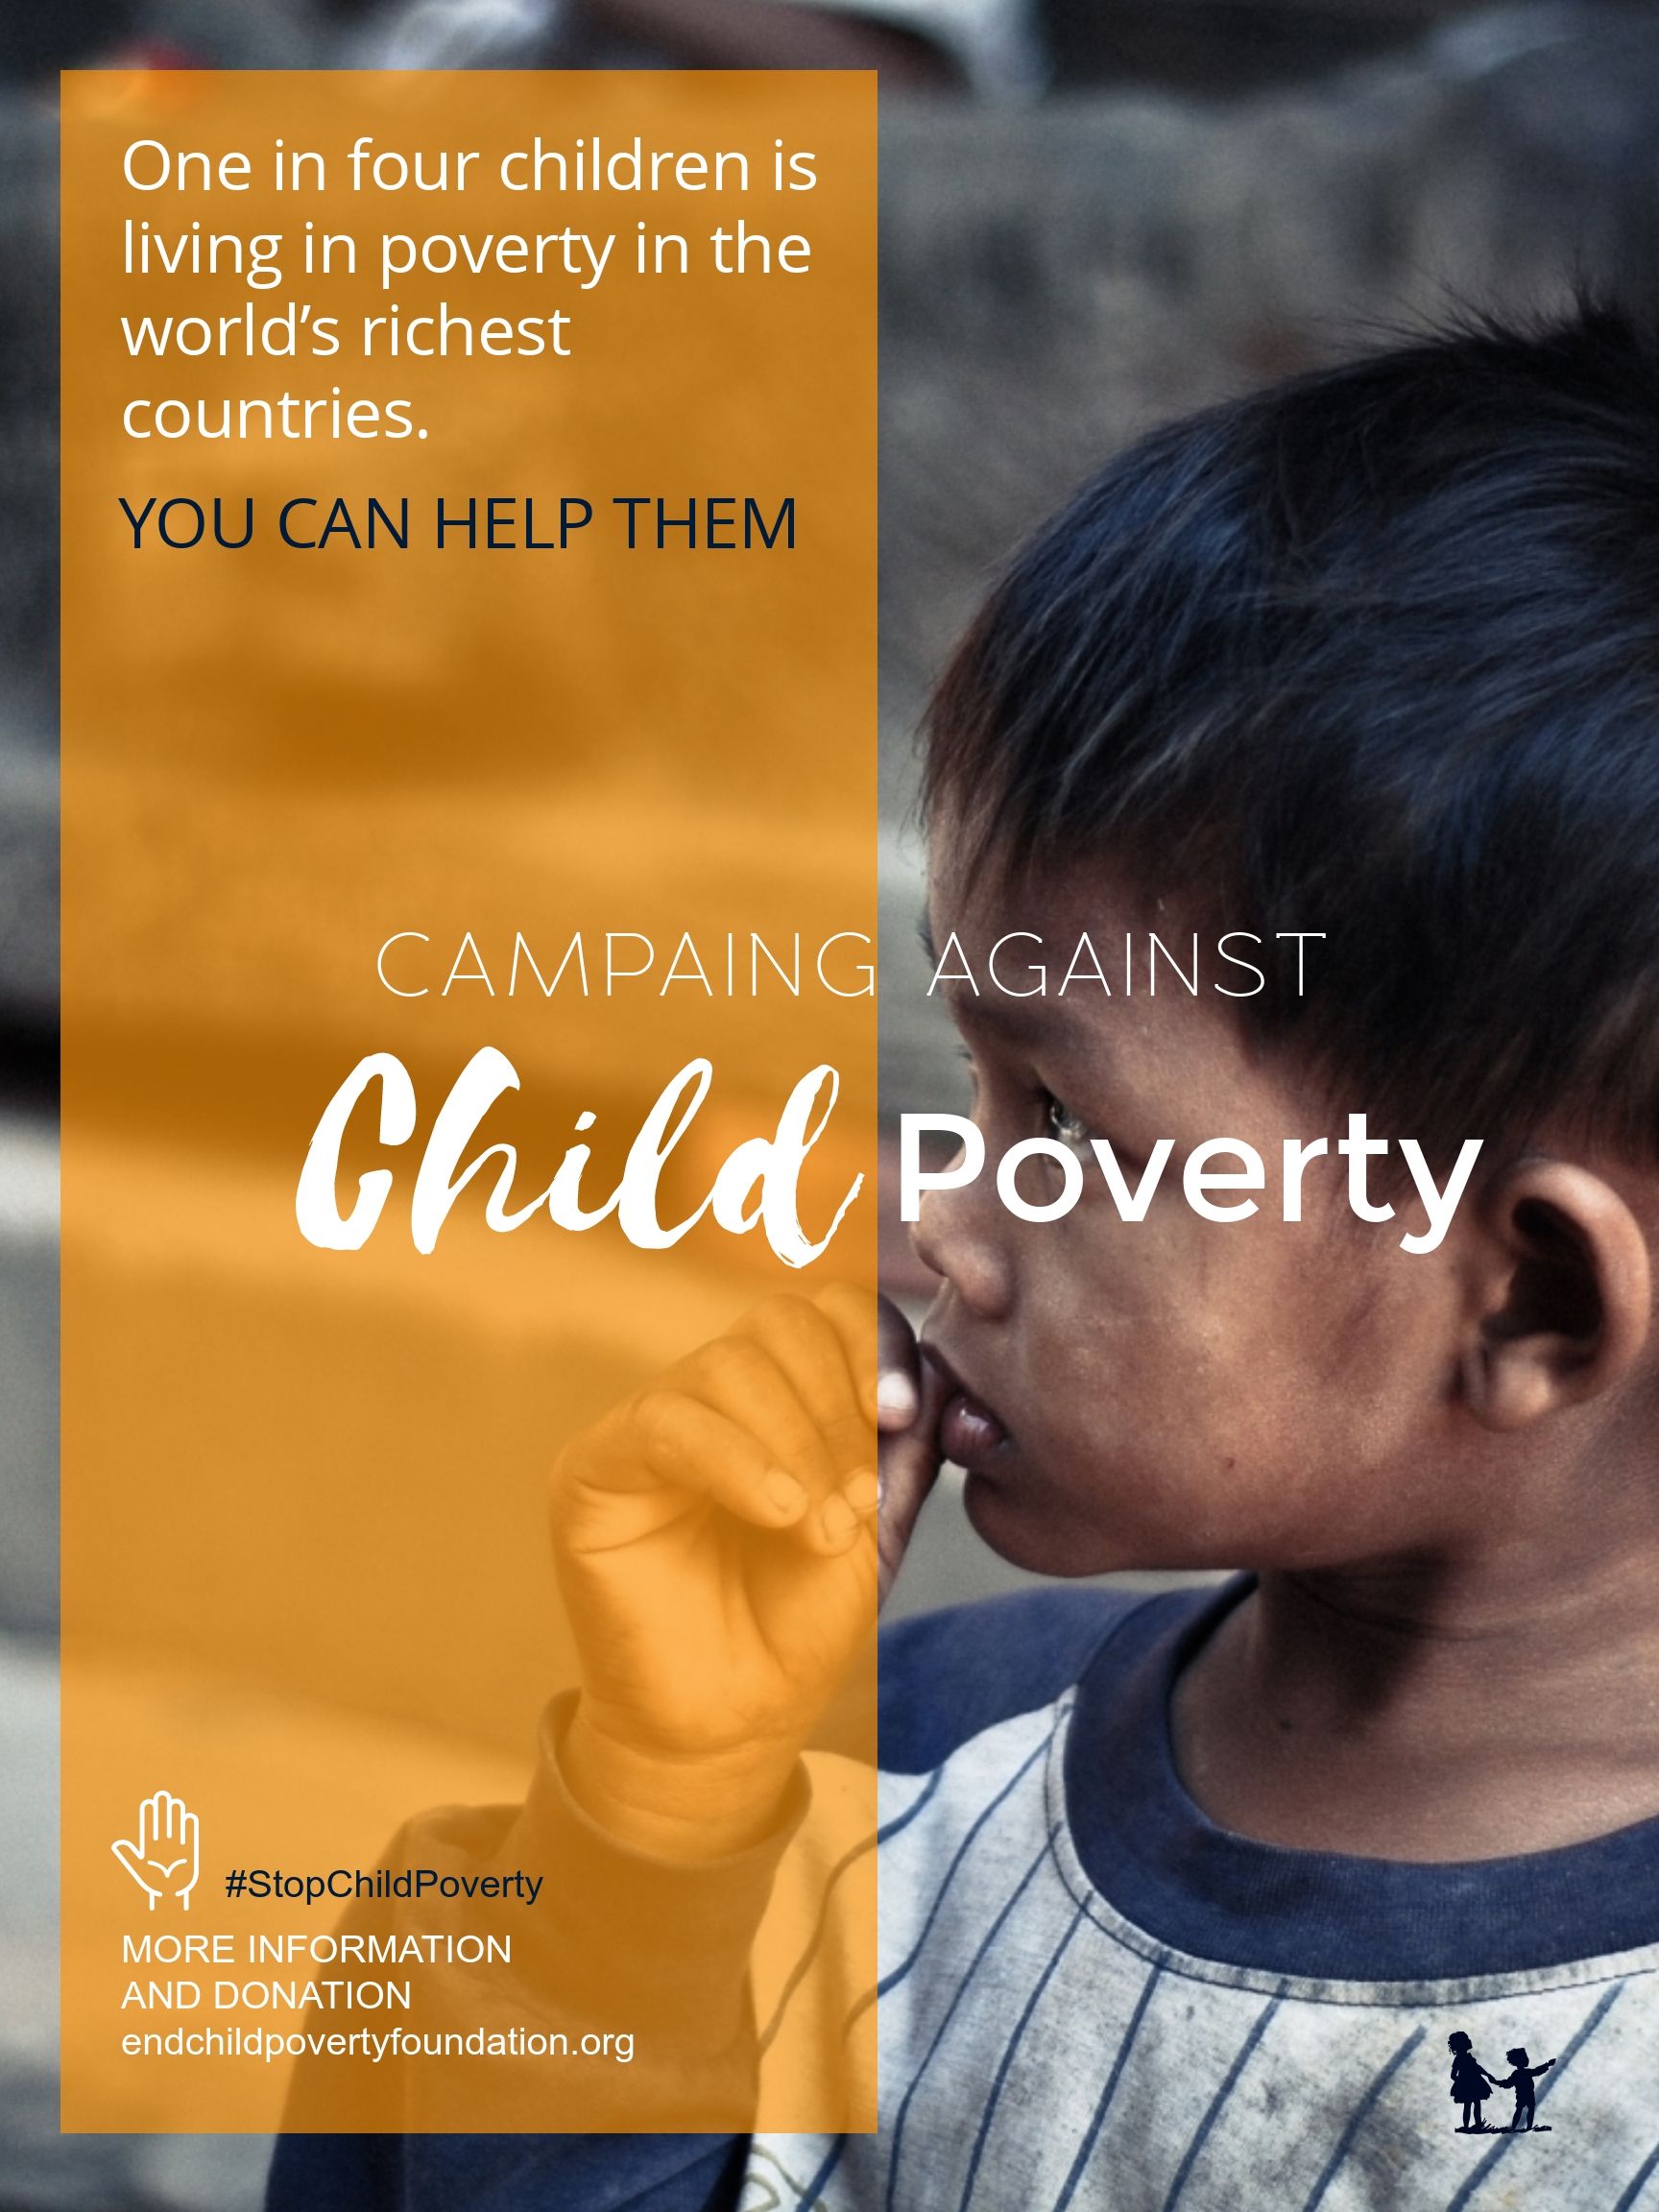 One in four children is
living in poverty in the
world’s richest
countries.
YOU CAN HELP THEM
CAMPAING AGAINST
Child Poverty
#StopChildPoverty
MORE INFORMATION
AND DONATION
endchildpovertyfoundation.org